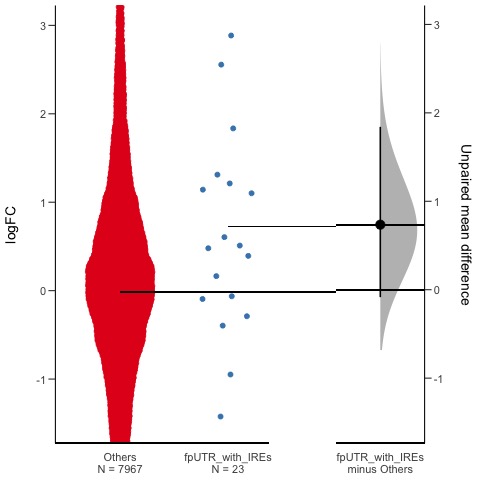 logFC
3
2
1
0
-1
3
2
1
0
-1
Unpaired mean difference
Others
N = 7967
fpUTR_with_IREs
N = 23
fpUTR_with_IREs
minus Others